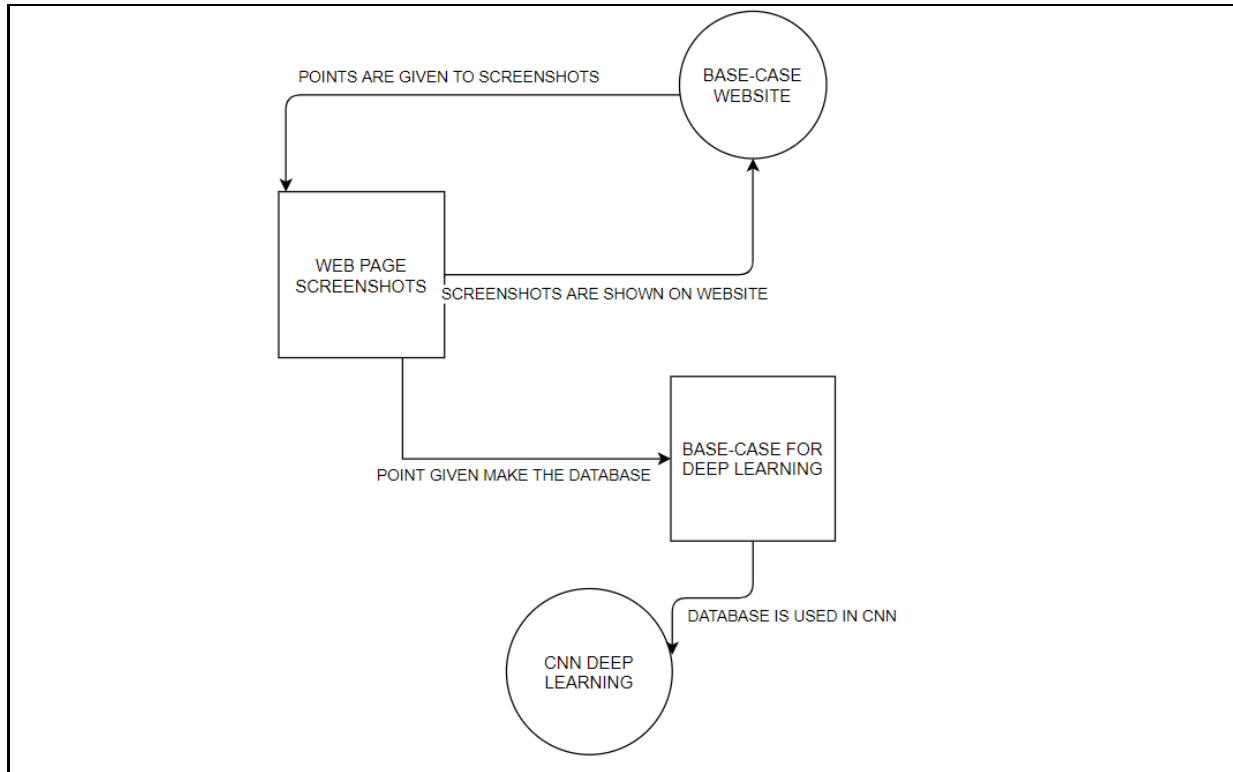 POINTS ARE GIVEN TO SCREENSHOTS
BASE-CASE
WEBSITE
WEB PAGE
SCREENSHOTS
SCREENSHOTS ARE SHOWN ON WEBSITE
BASE-CASE FOR
DEEP LEARNING
POINT GIVEN MAKE THE DATABASE
DATABASE IS USED IN CNN
CNN DEEP
LEARNING